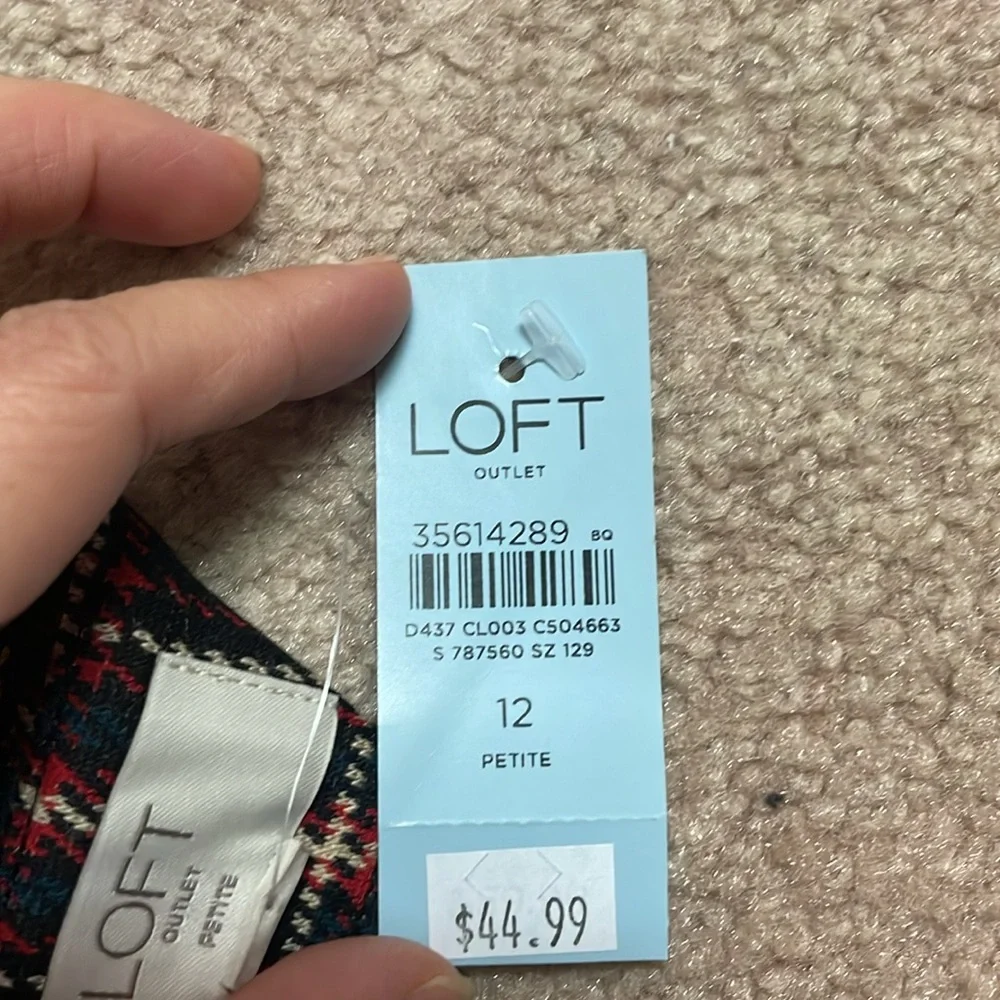 LOFT
OUTLET
35614289 BQ
D437 CL003 C504663
S 787560 SZ 129
12
PETITE
$44.99
LOFT
OUTLET
PETITE